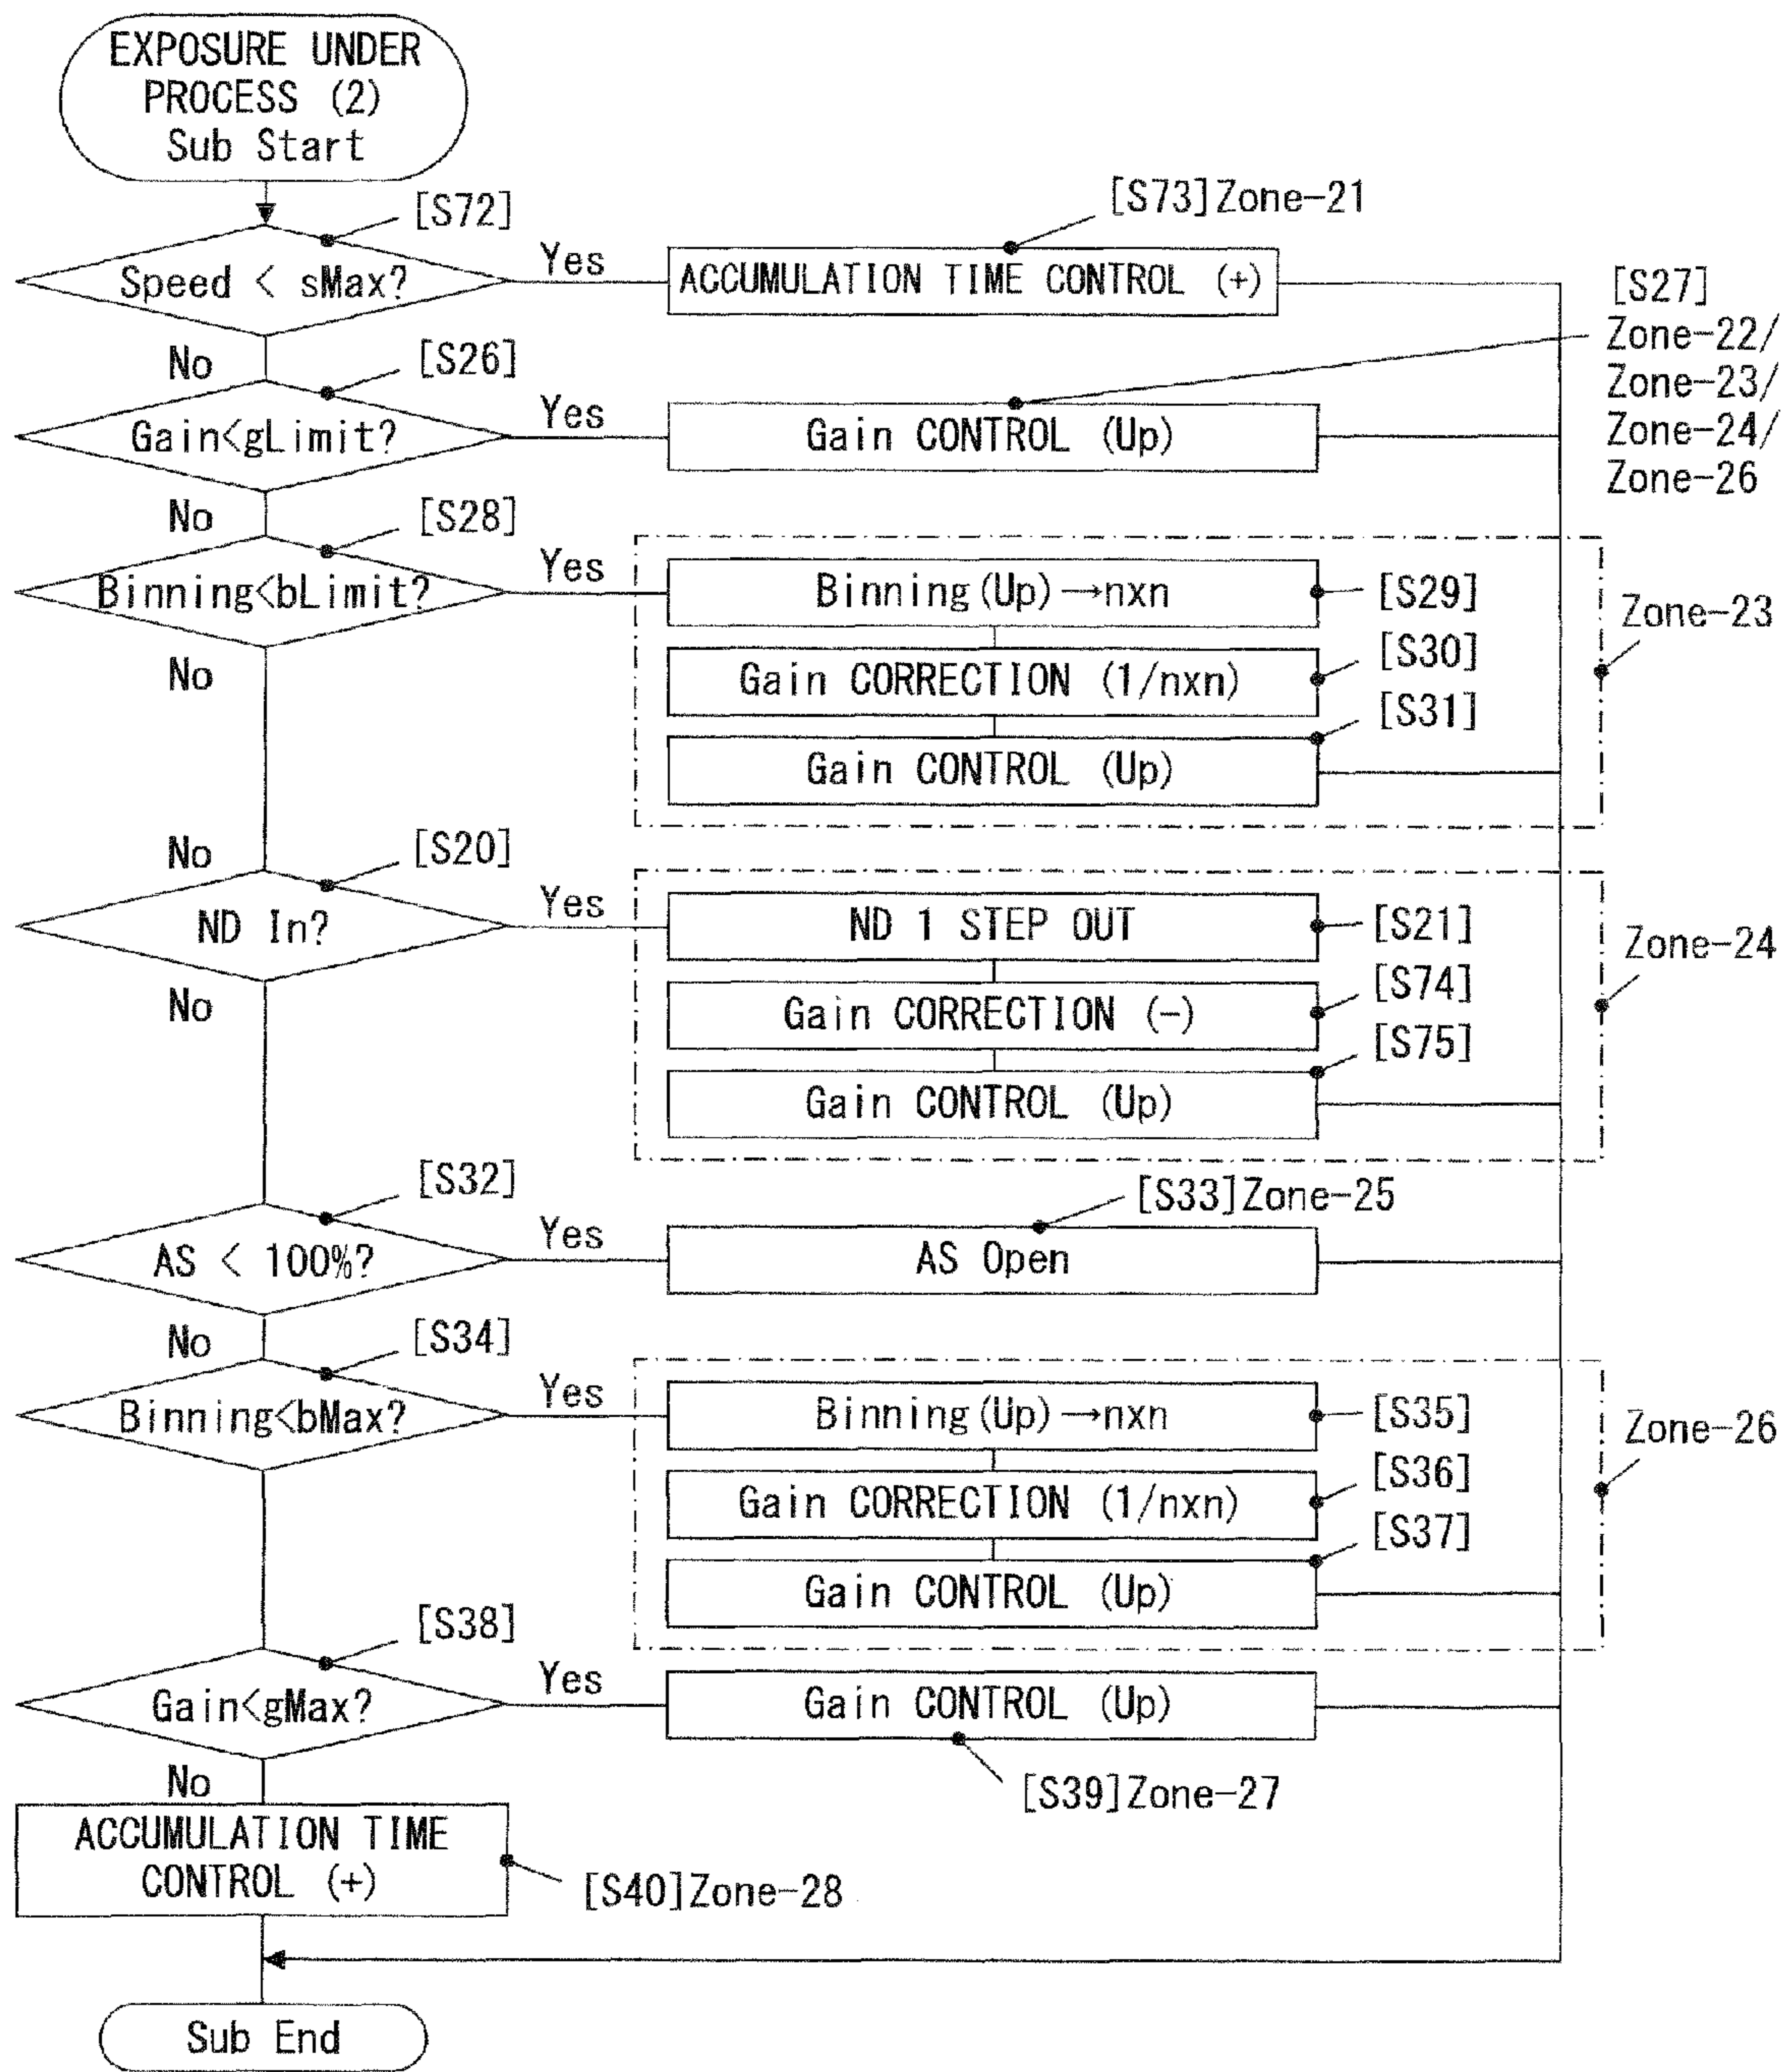 EXPOSURE UNDER
PROCESS (2)
Sub Start
[S72]
[S73]Zone-21
Speed < sMax?
Yes
ACCUMULATION TIME CONTROL (+)
[S27]
Zone-22/
Zone-23/
Zone-24/
Zone-26
No
[S26]
Gain<gLimit?
Yes
Gain CONTROL (Up)
No
[S28]
Binning<bLimit?
Yes
Binning(Up)→nxn
[S29]
Zone-23
No
Gain CORRECTION (1/nxn)
[S30]
[S31]
Gain CONTROL (Up)
No
[S20]
ND In?
Yes
ND 1 STEP OUT
[S21]
Zone-24
No
Gain CORRECTION (-)
[S74]
[S75]
Gain CONTROL (Up)
[S32]
[S33]Zone-25
AS < 100%?
Yes
AS Open
No
[S34]
Binning<bMax?
Yes
Binning(Up)→nxn
[S35]
Zone-26
Gain CORRECTION (1/nxn)
[S36]
[S37]
Gain CONTROL (Up)
[S38]
Gain<gMax?
Yes
Gain CONTROL (Up)
No
[S39]Zone-27
ACCUMULATION TIME
CONTROL (+)
[S40]Zone-28
Sub End